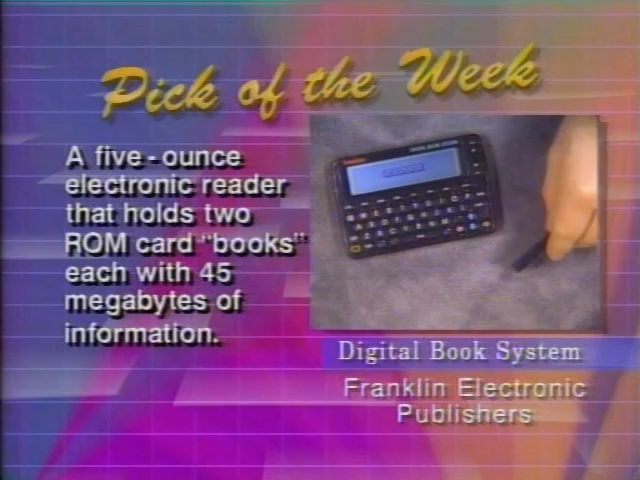 Pick of the Week
A five-ounce
electronic reader
that holds two
ROM card "books"
each with 45
megabytes of
information.
Digital Book System
Franklin Electronic
Publishers